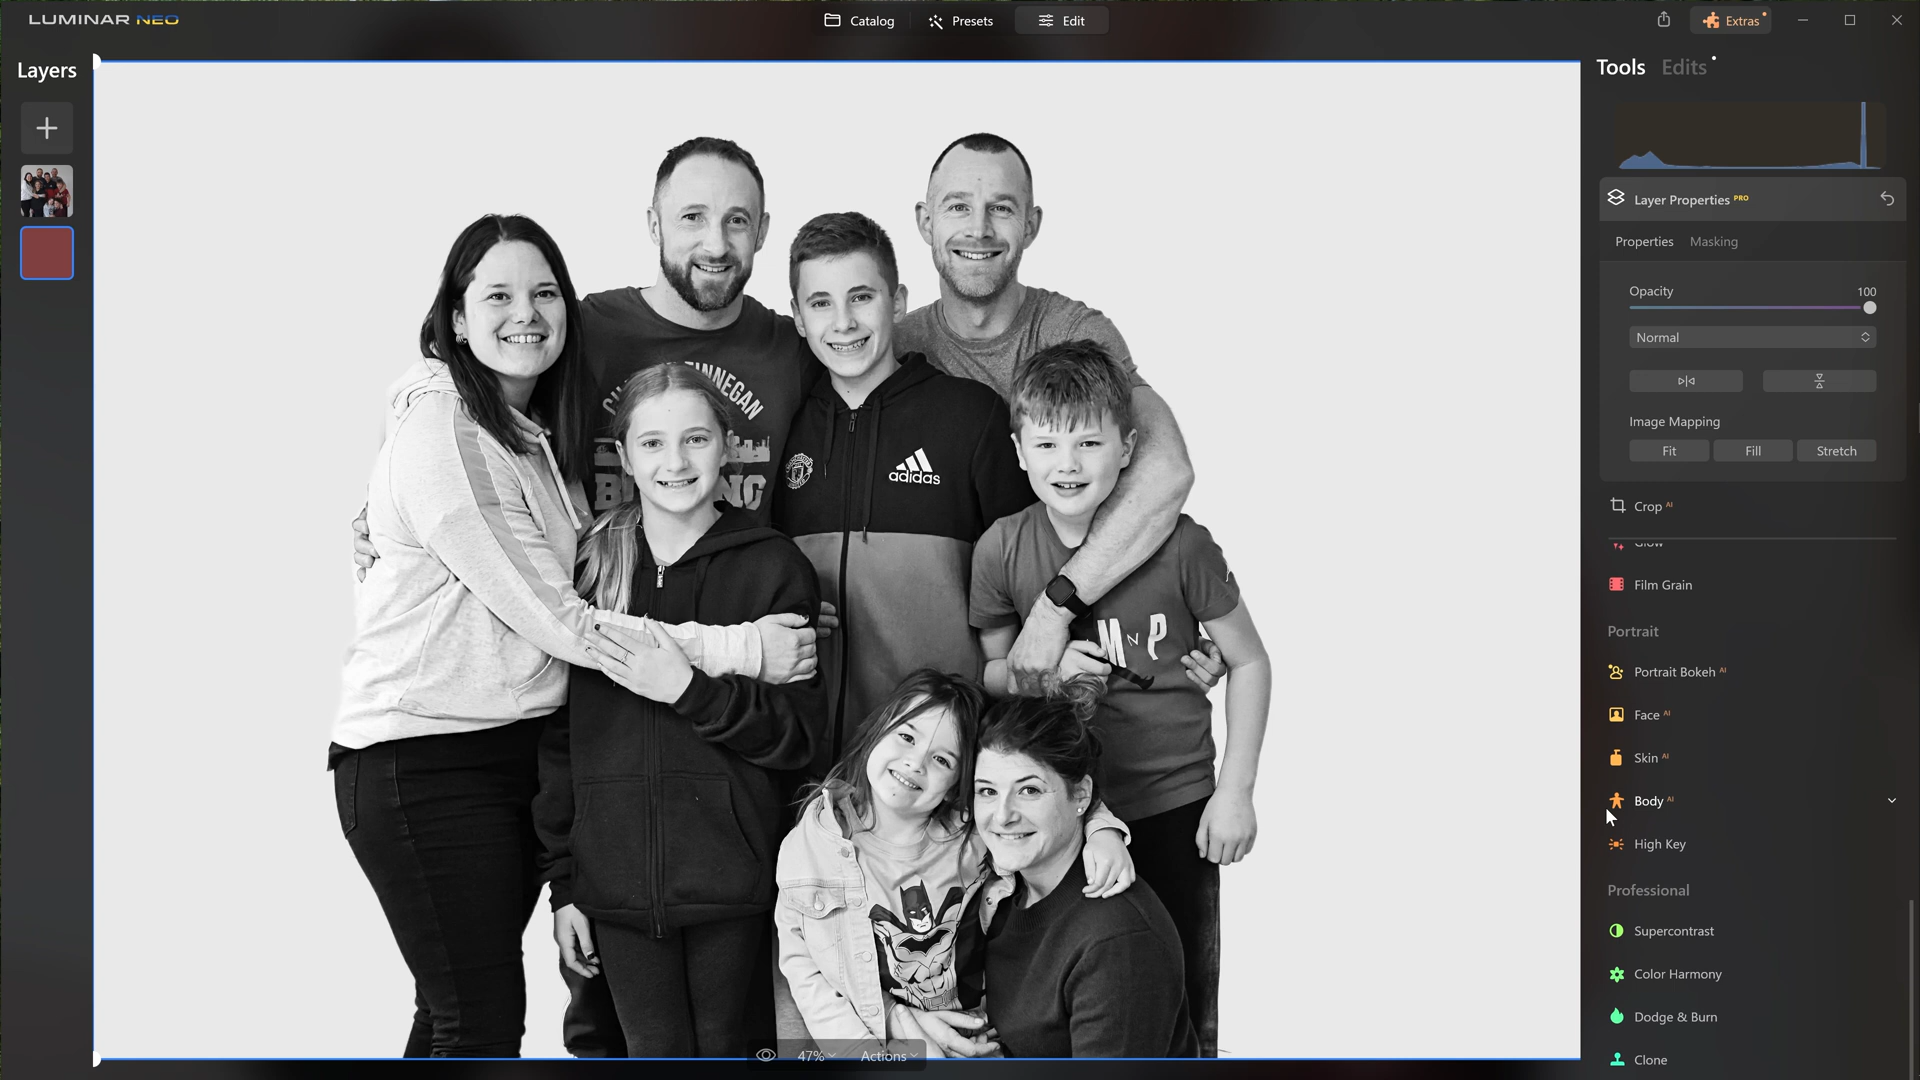 LUMINAR NEO
Catalog
Presets
Edit
Extras
Layers
Tools
Edits
Layer Properties PRO
Properties
Masking
Opacity
100
Normal
Image Mapping
Fit
Fill
Stretch
Crop AI
Glow
Film Grain
Portrait
Portrait Bokeh AI
Face AI
Skin AI
Body AI
High Key
Professional
Supercontrast
Color Harmony
Dodge & Burn
Clone
INNEGAN
adidas
M N P
47%
Actions